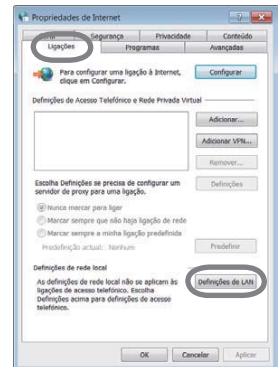 Propriedades de Internet
Geral Segurança Privacidade Conteúdo
Ligações Programas Avançadas
Para configurar uma ligação à Internet, clique em Configurar.
Configurar
Definições de Acesso Telefónico e Rede Privada Virtual
Adicionar...
Adicionar VPN...
Remover...
Escolha Definições se precisa de configurar um servidor de proxy para uma ligação.
Definições
Nunca marcar para ligar
Marcar sempre que não haja ligação de rede
Marcar sempre a minha ligação predefinida
Predefinição actual: Nenhum
Predefinir
Definições de rede local
As definições de rede local não se aplicam às ligações de acesso telefónico. Escolha Definições acima para definições de acesso telefónico.
Definições de LAN
OK Cancelar Aplicar